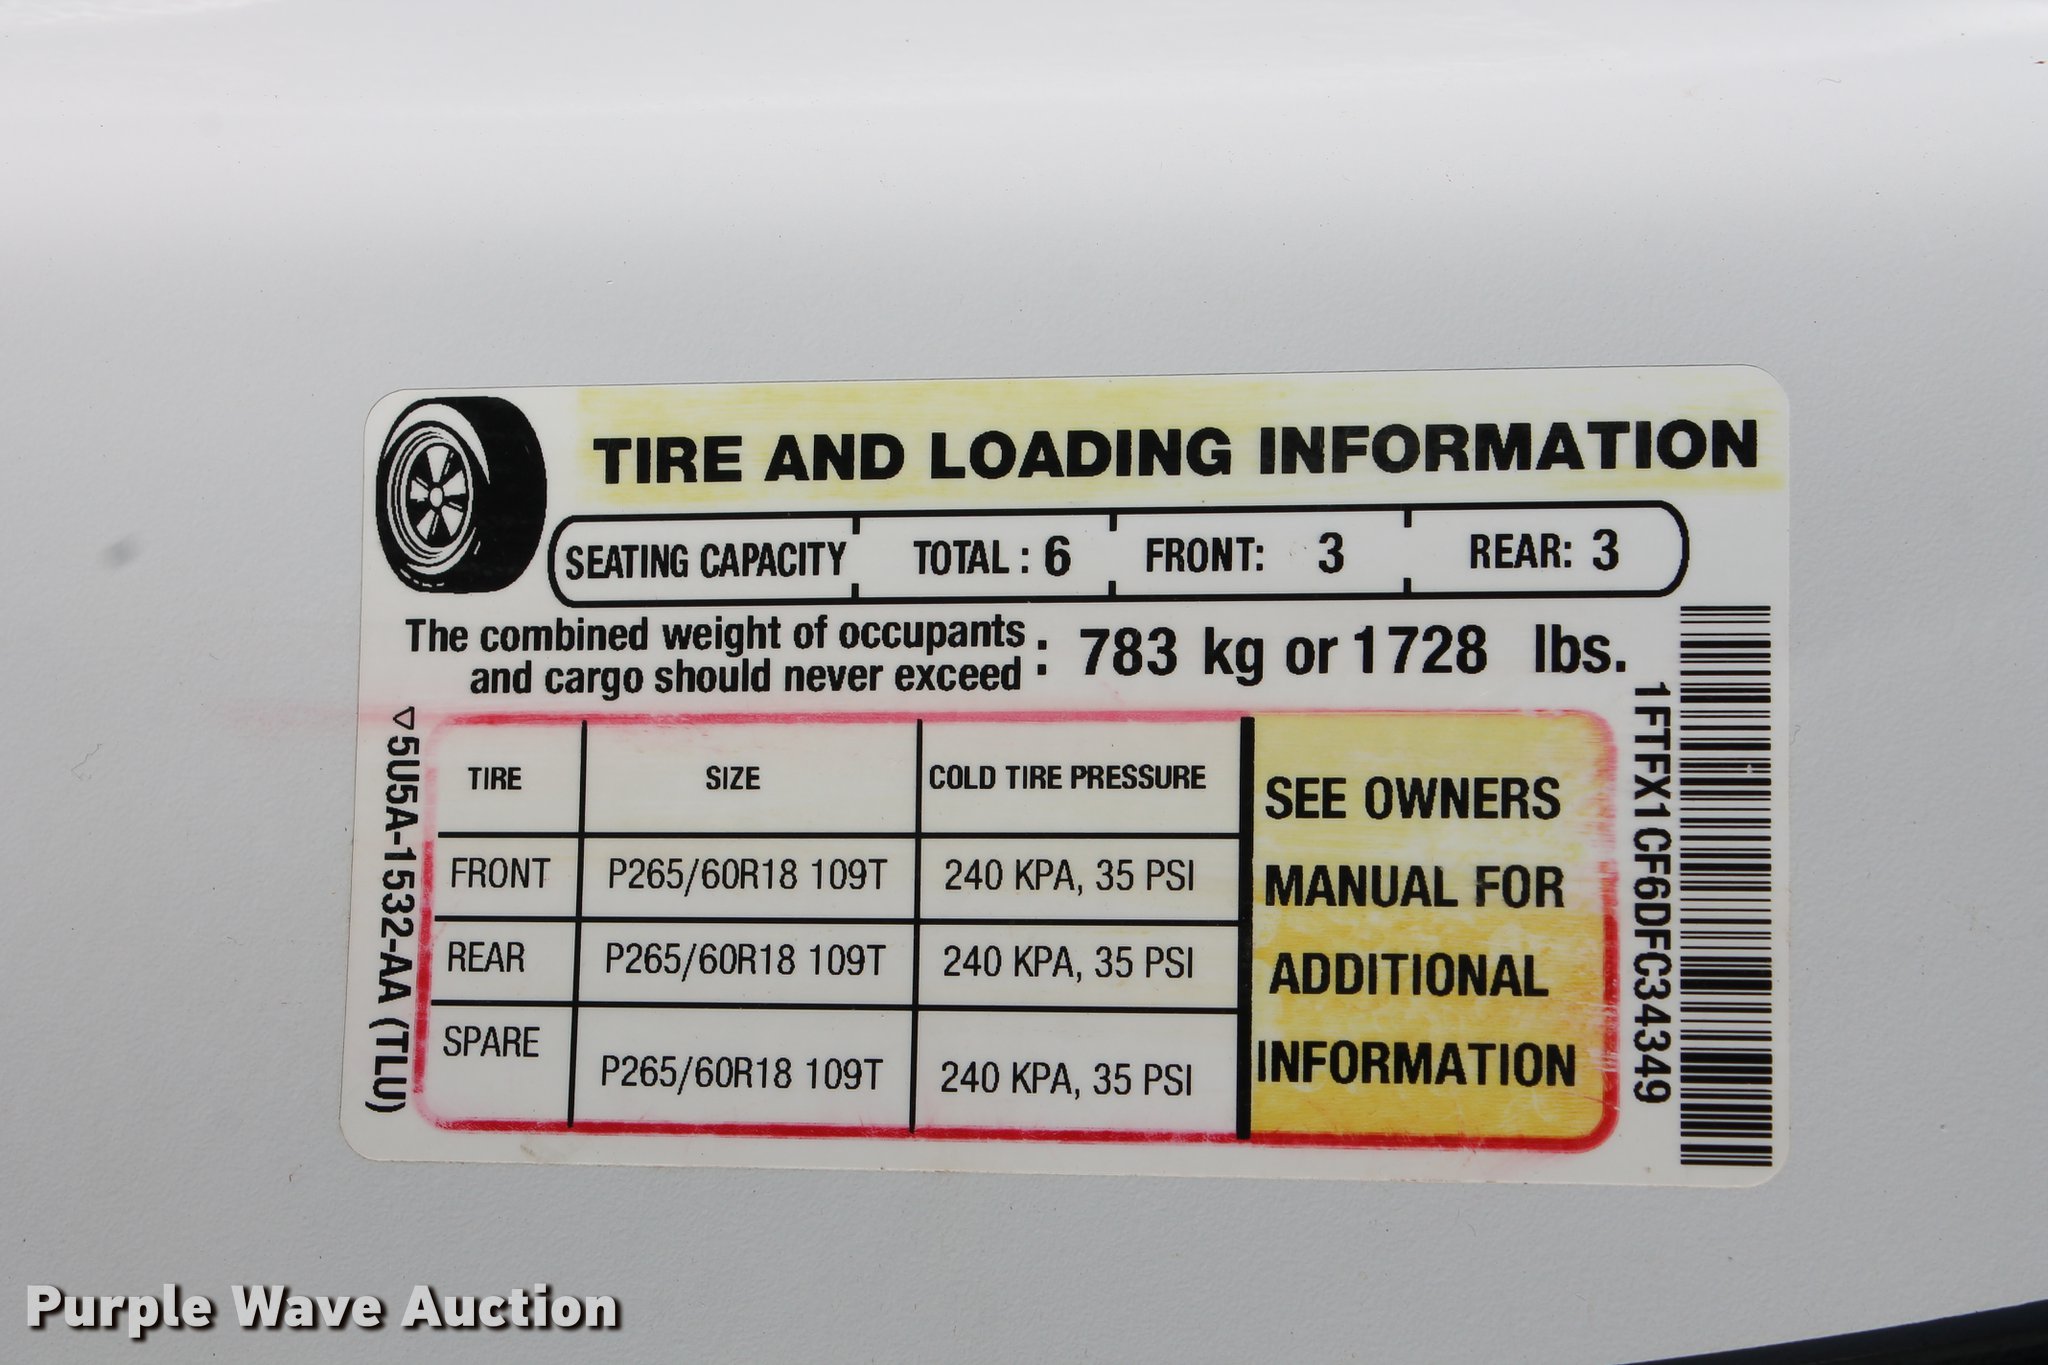 TIRE AND LOADING INFORMATION
SEATING CAPACITY TOTAL : 6 FRONT: 3 REAR: 3
The combined weight of occupants
and cargo should never exceed : 783 kg or 1728 lbs.
TIRE SIZE COLD TIRE PRESSURE
FRONT P265/60R18 109T 240 KPA, 35 PSI
REAR P265/60R18 109T 240 KPA, 35 PSI
SPARE P265/60R18 109T 240 KPA, 35 PSI
SEE OWNERS
MANUAL FOR
ADDITIONAL
INFORMATION
5U5A-1532-AA (TLU)
1FTFX1CF6DFC34349
Purple Wave Auction